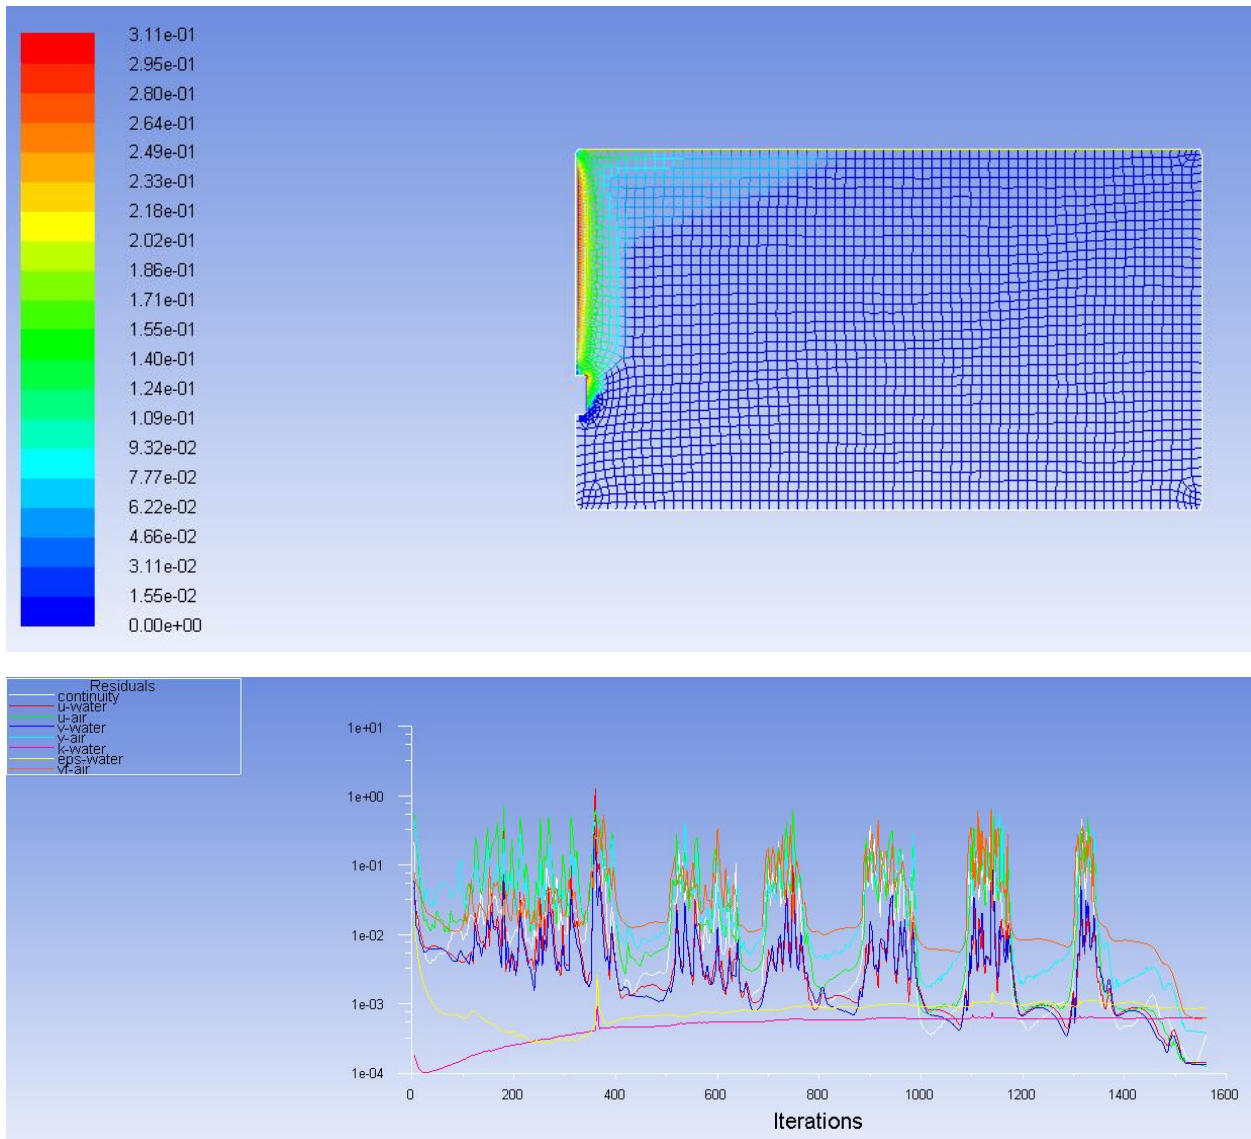 3.11e-01
2.95e-01
2.80e-01
2.64e-01
2.49e-01
2.33e-01
2.18e-01
2.02e-01
1.86e-01
1.71e-01
1.55e-01
1.40e-01
1.24e-01
1.09e-01
9.32e-02
7.77e-02
6.22e-02
4.66e-02
3.11e-02
1.55e-02
0.00e+00
Residuals
continuity
u-water
u-air
v-water
v-air
k-water
eps-water
vf-air
1e+01
1e+00
1e-01
1e-02
1e-03
1e-04
0 200 400 600 800 1000 1200 1400 1600
Iterations